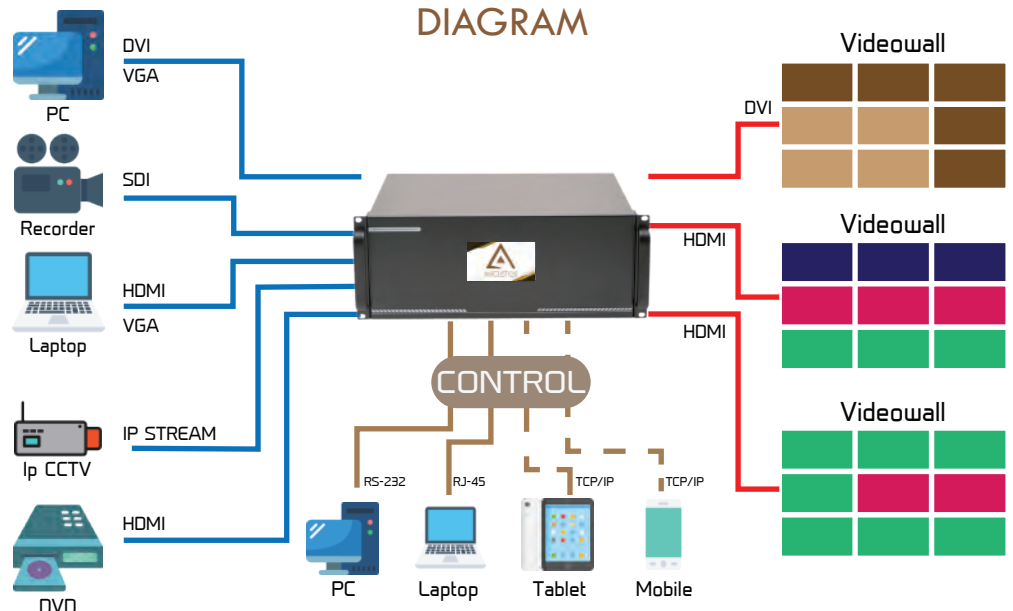 DIAGRAM
DVI
VGA
PC
SDI
Recorder
HDMI
VGA
Laptop
IP STREAM
Ip CCTV
HDMI
DVD
CONTROL
RS-232
RJ-45
TCP/IP
TCP/IP
PC
Laptop
Tablet
Mobile
DVI
Videowall
HDMI
Videowall
HDMI
Videowall